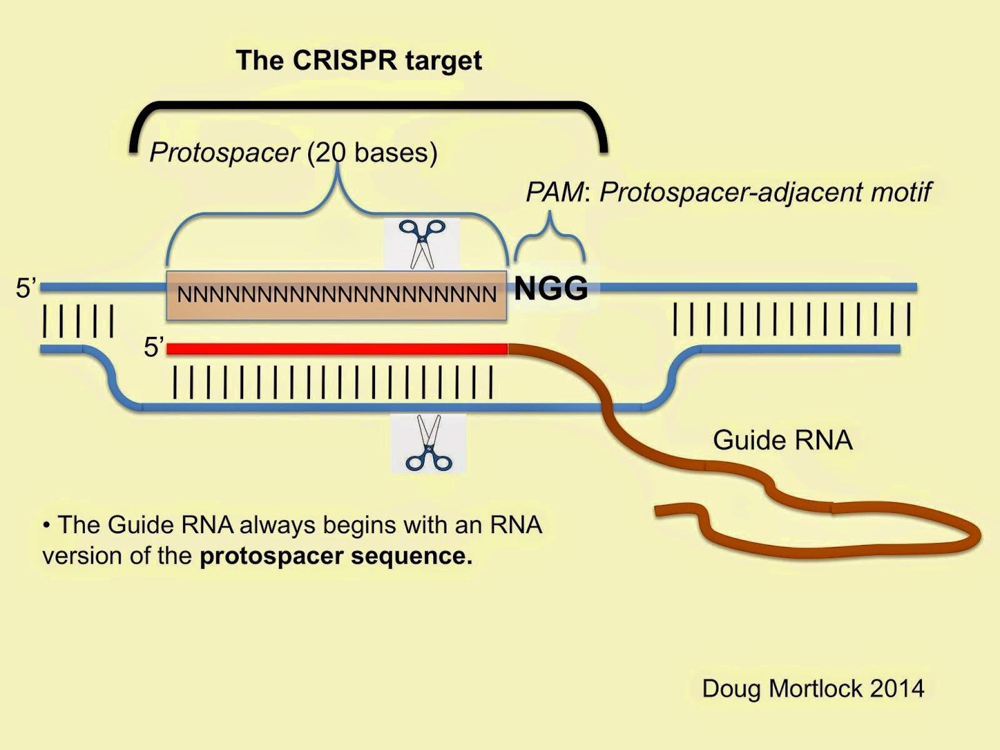 The CRISPR target
Protospacer (20 bases)
PAM: Protospacer-adjacent motif
5’
NNNNNNNNNNNNNNNNNNNN
NGG
5’
Guide RNA
• The Guide RNA always begins with an RNA
version of the protospacer sequence.
Doug Mortlock 2014